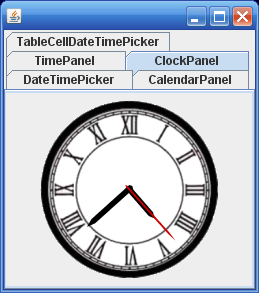 TableCellDateTimePicker
TimePanel ClockPanel
DateTimePicker CalendarPanel
XII
XI I
X II
IX III
VIII IIII
VII V
VI